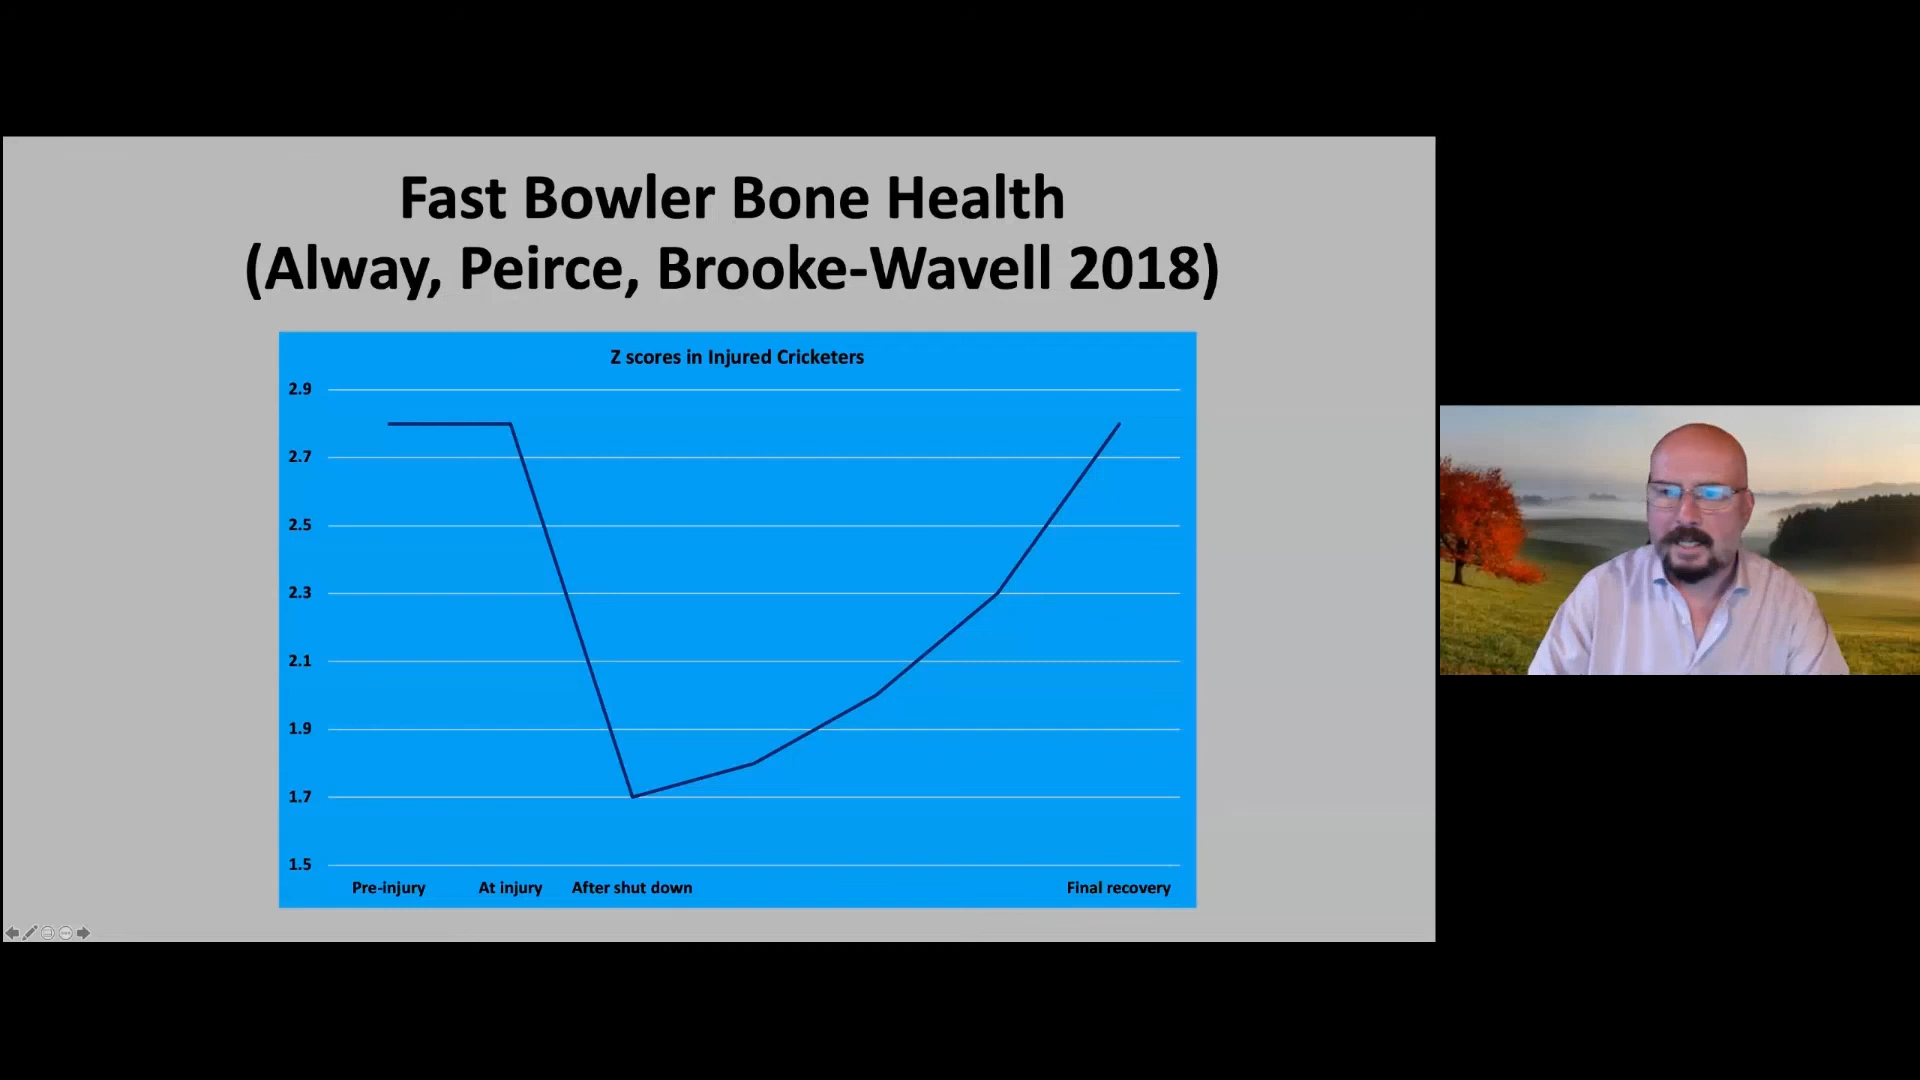 Fast Bowler Bone Health
(Alway, Peirce, Brooke-Wavell 2018)
Z scores in Injured Cricketers
2.9
2.7
2.5
2.3
2.1
1.9
1.7
1.5
Pre-injury At injury After shut down Final recovery